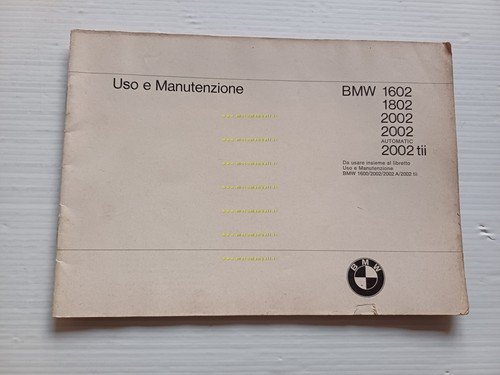 Uso e Manutenzione
BMW 1602
1802
2002
2002
AUTOMATIC
2002 tii
Da usare insieme al libretto
Uso e Manutenzione
BMW 1600/2002/2002 A/2002 tii
BMW